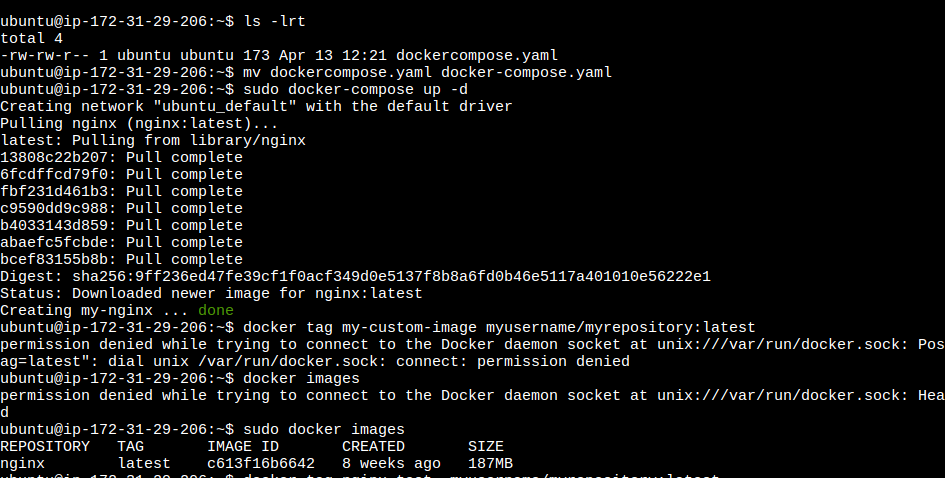 ubuntu@ip-172-31-29-206:~$ ls -lrt
total 4
-rw-rw-r-- 1 ubuntu ubuntu 173 Apr 13 12:21 dockercompose.yaml
ubuntu@ip-172-31-29-206:~$ mv dockercompose.yaml docker-compose.yaml
ubuntu@ip-172-31-29-206:~$ sudo docker-compose up -d
Creating network "ubuntu_default" with the default driver
Pulling nginx (nginx:latest)...
latest: Pulling from library/nginx
13808c22b207: Pull complete
6fcdffcd79f0: Pull complete
fbf231d461b3: Pull complete
c9590dd9c988: Pull complete
b4033143d859: Pull complete
abaefc5fcbde: Pull complete
bcef83155b8b: Pull complete
Digest: sha256:9ff236ed47fe39cf1f0acf349d0e5137f8b8a6fd0b46e5117a401010e56222e1
Status: Downloaded newer image for nginx:latest
Creating my-nginx ... done
ubuntu@ip-172-31-29-206:~$ docker tag my-custom-image myusername/myrepository:latest
permission denied while trying to connect to the Docker daemon socket at unix:///var/run/docker.sock: Pos
ag=latest": dial unix /var/run/docker.sock: connect: permission denied
ubuntu@ip-172-31-29-206:~$ docker images
permission denied while trying to connect to the Docker daemon socket at unix:///var/run/docker.sock: Hea
d
ubuntu@ip-172-31-29-206:~$ sudo docker images
REPOSITORY TAG IMAGE ID CREATED SIZE
nginx latest c613f16b6642 8 weeks ago 187MB
ubuntu@ip-172-31-29-206:~$ docker tag nginx